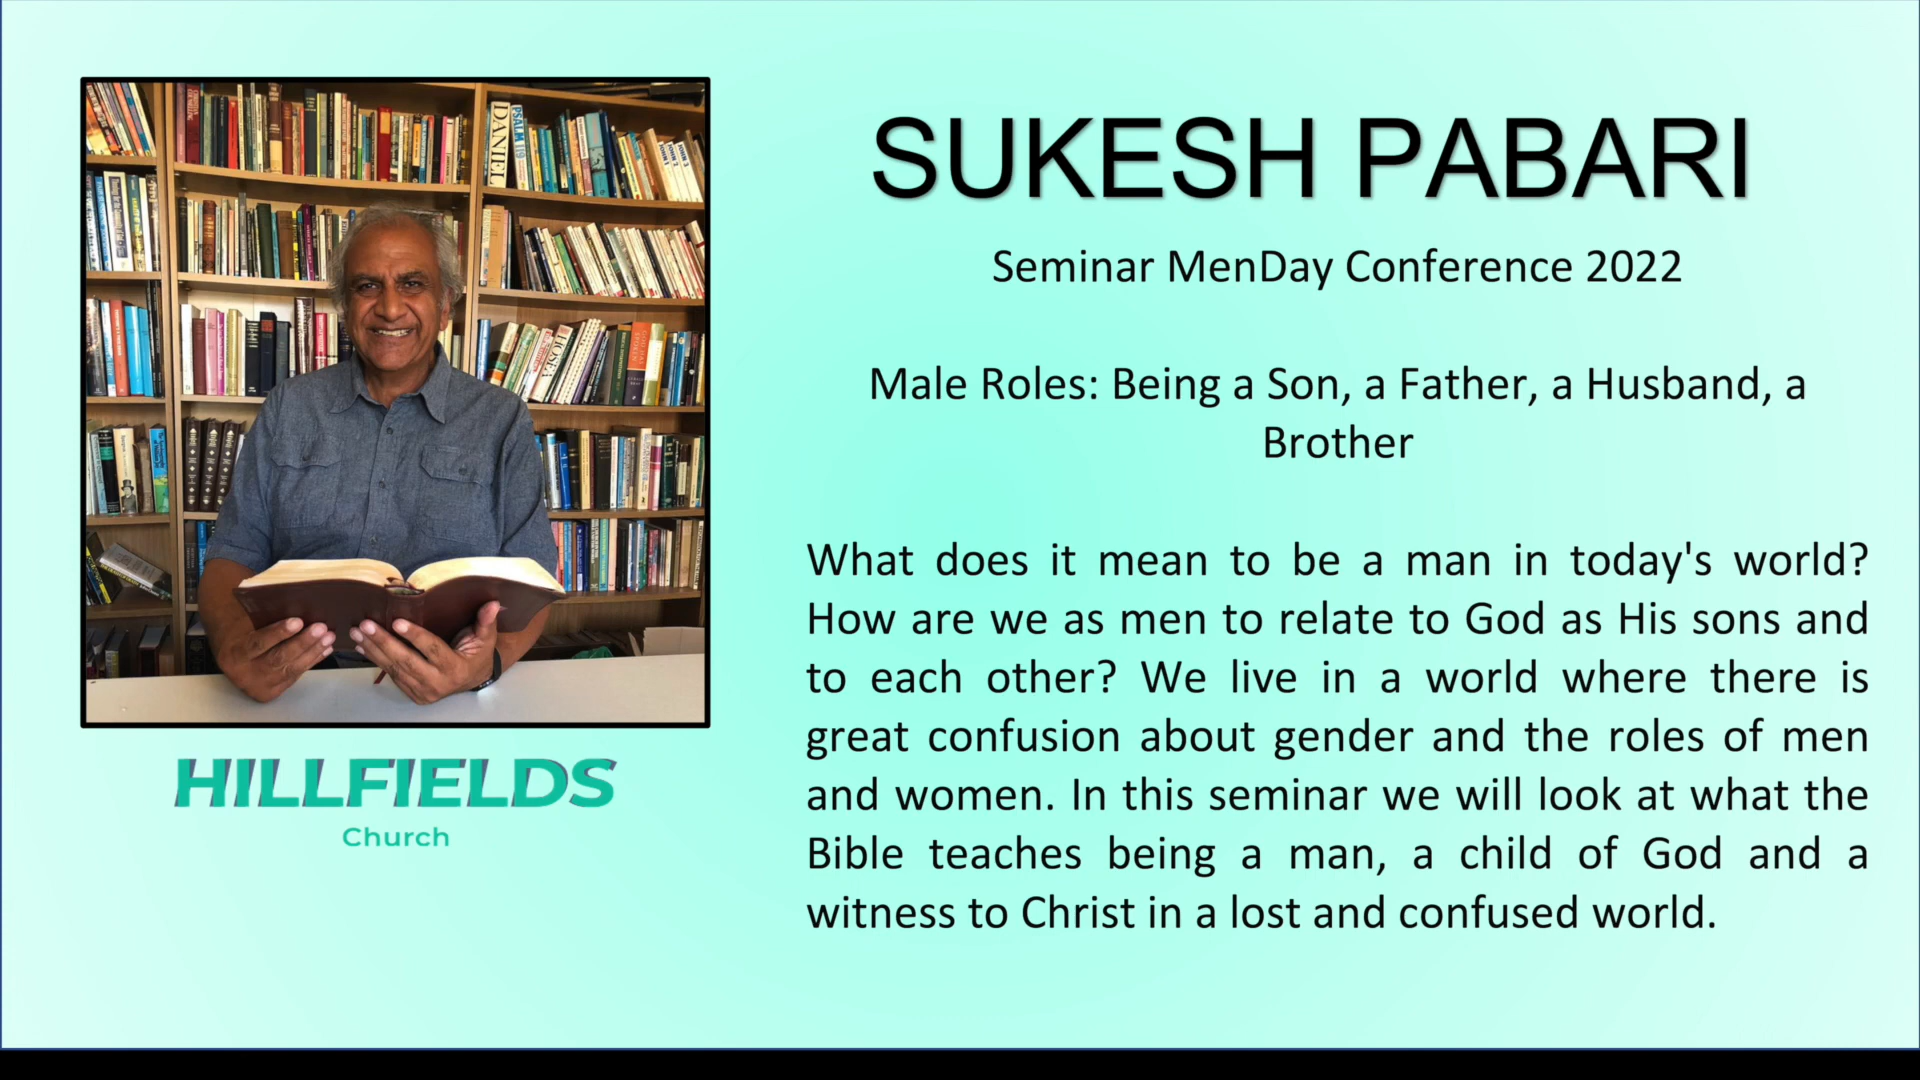 SUKESH PABARI
Seminar MenDay Conference 2022
Male Roles: Being a Son, a Father, a Husband, a
Brother
What does it mean to be a man in today's world?
How are we as men to relate to God as His sons and
to each other? We live in a world where there is
great confusion about gender and the roles of men
and women. In this seminar we will look at what the
Bible teaches being a man, a child of God and a
witness to Christ in a lost and confused world.
DANIEL
PSALM 119
HOSEA
HILLFIELDS
Church